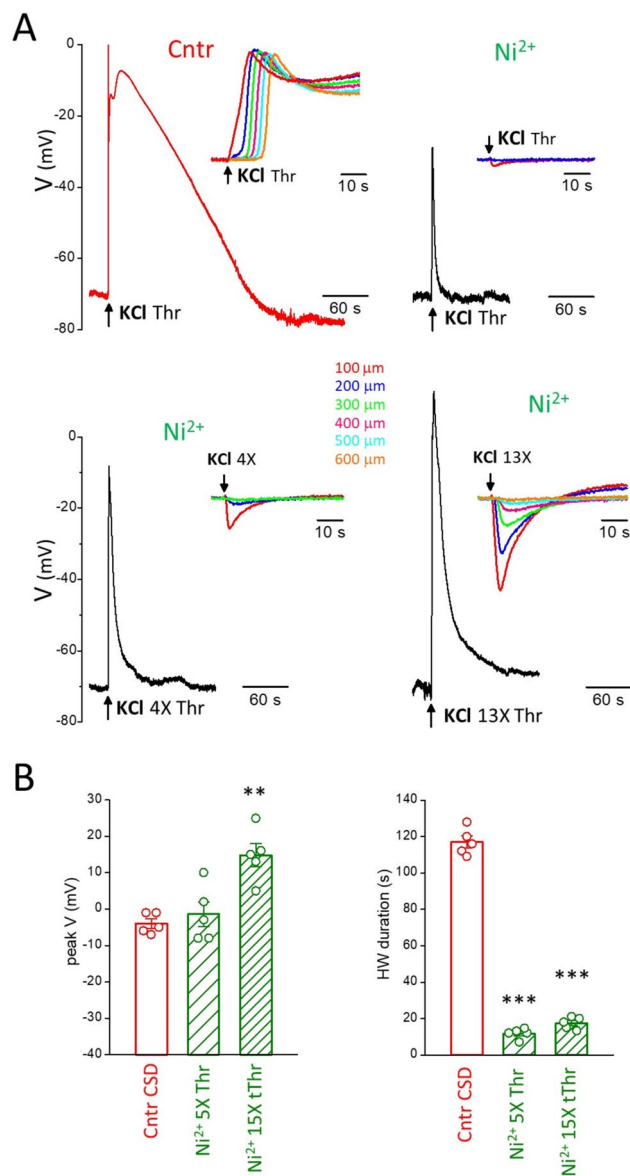 A
Cntr
Ni2+
0
-20
-40
-60
-80
V (mV)
KCl Thr
10 s
KCl Thr
60 s
KCl Thr
10 s
KCl Thr
60 s
100 µm
200 µm
300 µm
400 µm
500 µm
600 µm
Ni2+
Ni2+
0
-20
-40
-60
-80
V (mV)
KCl 4X
10 s
KCl 4X Thr
60 s
KCl 13X
10 s
KCl 13X Thr
60 s
B
peak V (mV)
30
20
10
0
-10
-20
-30
-40
**
Cntr CSD
Ni2+ 5X Thr
Ni2+ 15X tThr
HW duration (s)
140
120
100
80
60
40
20
0
***
***
Cntr CSD
Ni2+ 5X Thr
Ni2+ 15X tThr